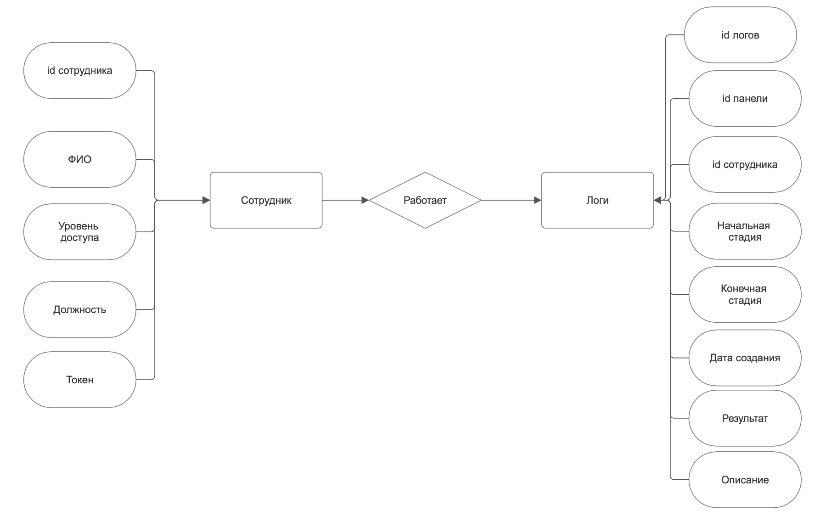 id сотрудника
ФИО
Уровень
доступа
Должность
Токен
Сотрудник
Работает
Логи
id логов
id панели
id сотрудника
Начальная
стадия
Конечная
стадия
Дата создания
Результат
Описание